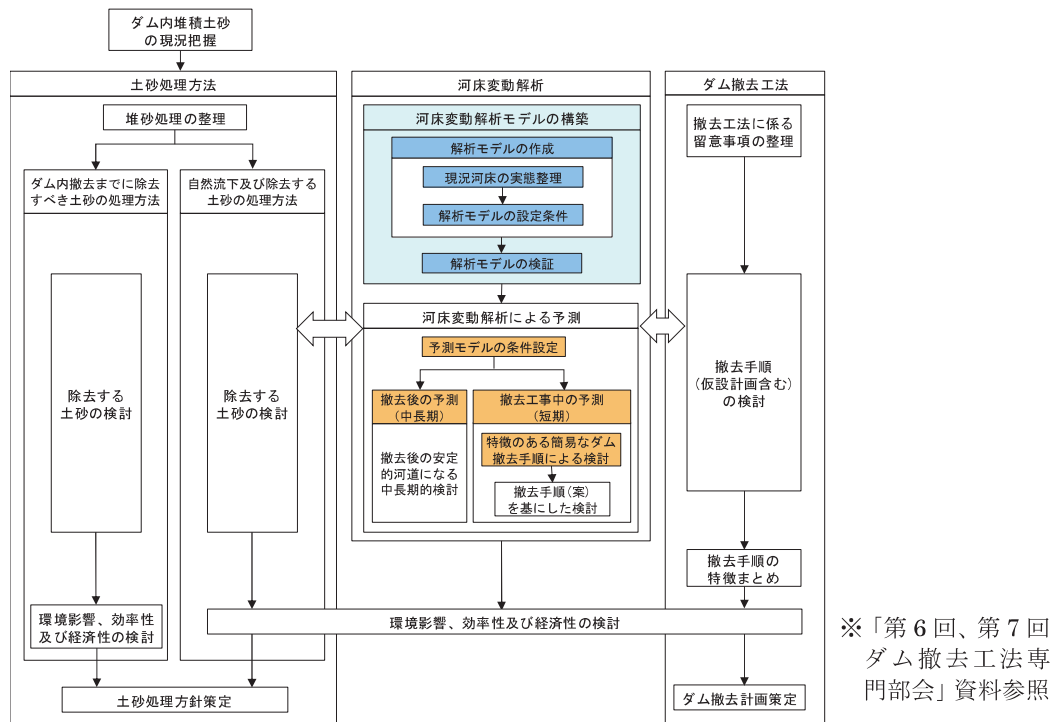 ダム内堆積土砂
の現況把握
土砂処理方法
堆砂処理の整理
ダム内撤去までに除去
すべき土砂の処理方法
自然流下及び除去する
土砂の処理方法
除去する
土砂の検討
除去する
土砂の検討
環境影響、効率性
及び経済性の検討
土砂処理方針策定
河床変動解析
河床変動解析モデルの構築
解析モデルの作成
現況河床の実態整理
解析モデルの設定条件
解析モデルの検証
河床変動解析による予測
予測モデルの条件設定
撤去後の予測
(中長期)
撤去後の安定
的河道になる
中長期的検討
撤去工事中の予測
(短期)
特徴のある簡易なダム
撤去手順による検討
撤去手順(案)
を基にした検討
環境影響、効率性及び経済性の検討
ダム撤去工法
撤去工法に係る
留意事項の整理
撤去手順
(仮設計画含む)
の検討
撤去手順の
特徴まとめ
ダム撤去計画策定
※「第6回、第7回
ダム撤去工法専
門部会」資料参照